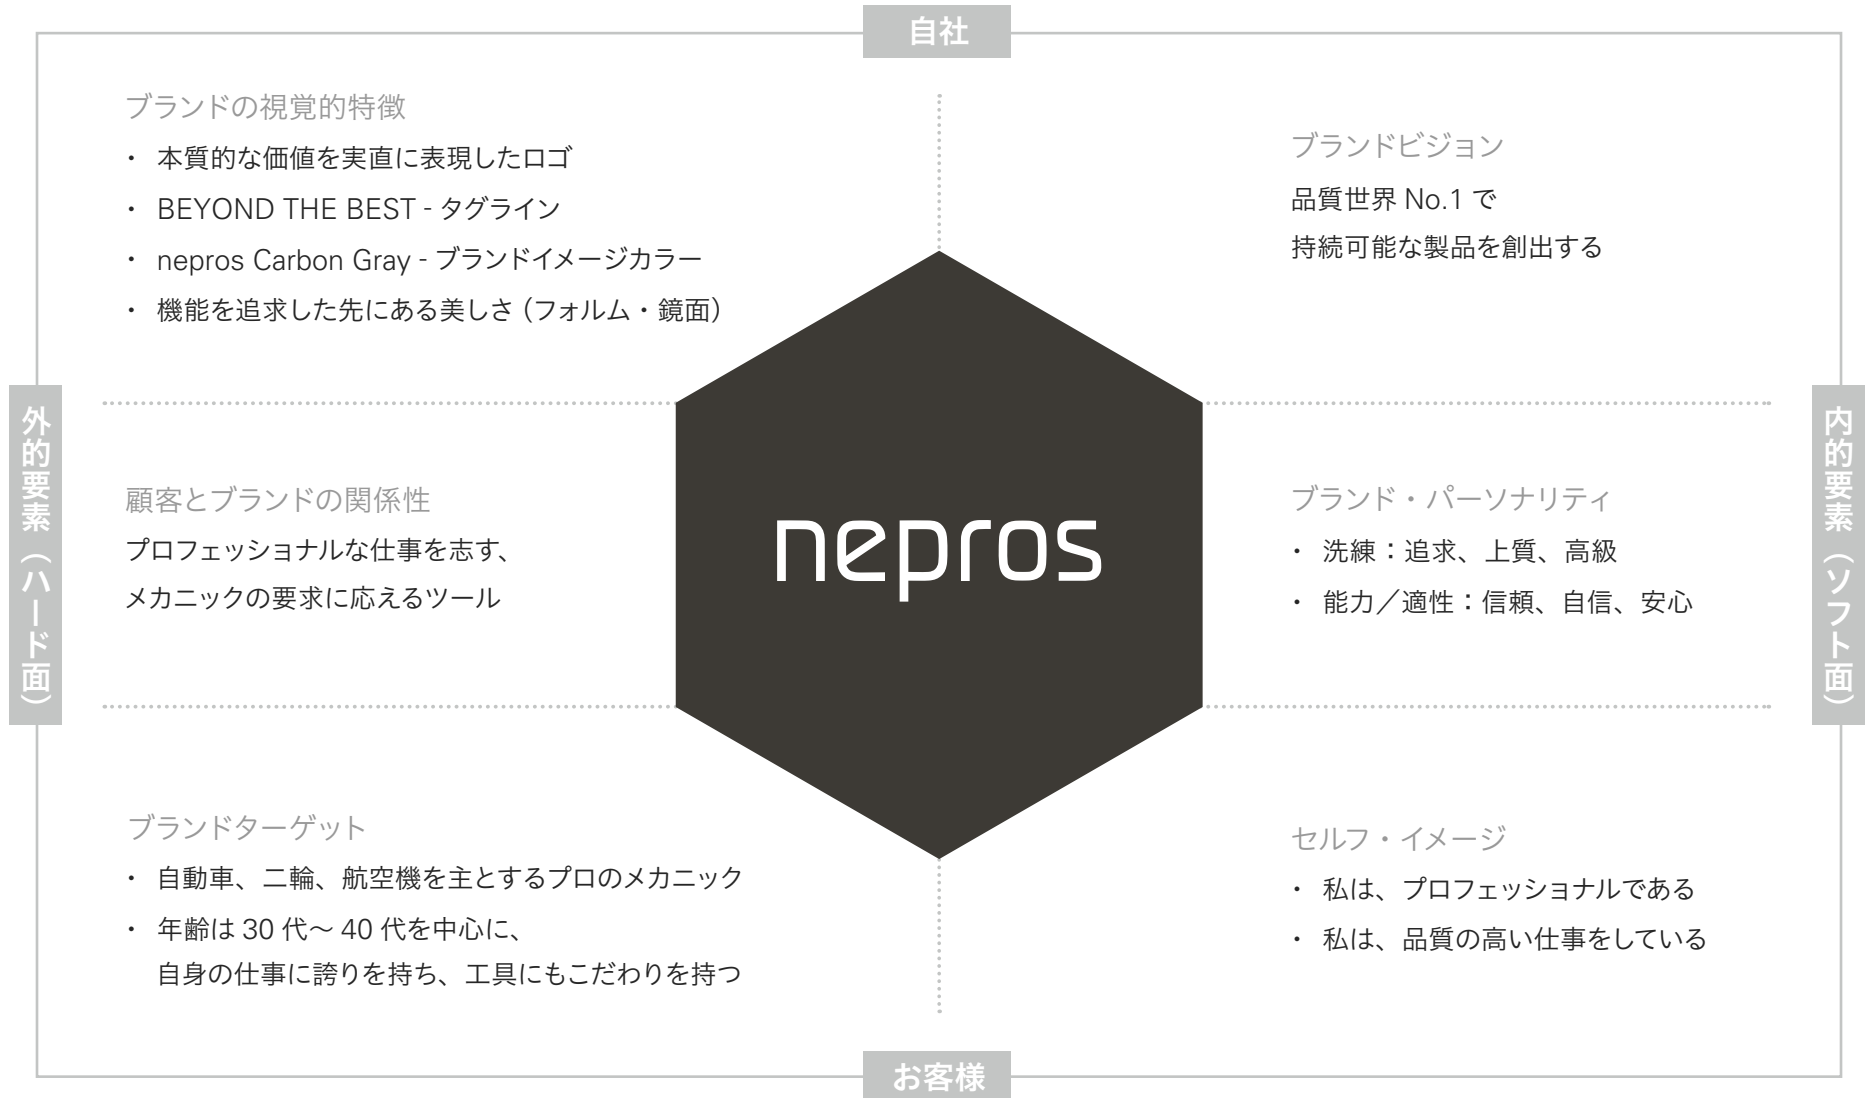 自社
ブランドの視覚的特徴
・ 本質的な価値を実直に表現したロゴ
・ BEYOND THE BEST - タグライン
・ nepros Carbon Gray - ブランドイメージカラー
・ 機能を追求した先にある美しさ（フォルム・鏡面）
ブランドビジョン
品質世界 No.1 で
持続可能な製品を創出する
外的要素（ハード面）
顧客とブランドの関係性
プロフェッショナルな仕事を志す、
メカニックの要求に応えるツール
nepros
ブランド・パーソナリティ
・ 洗練：追求、上質、高級
・ 能力／適性：信頼、自信、安心
内的要素（ソフト面）
ブランドターゲット
・ 自動車、二輪、航空機を主とするプロのメカニック
・ 年齢は 30 代〜 40 代を中心に、
自身の仕事に誇りを持ち、工具にもこだわりを持つ
セルフ・イメージ
・ 私は、プロフェッショナルである
・ 私は、品質の高い仕事をしている
お客様